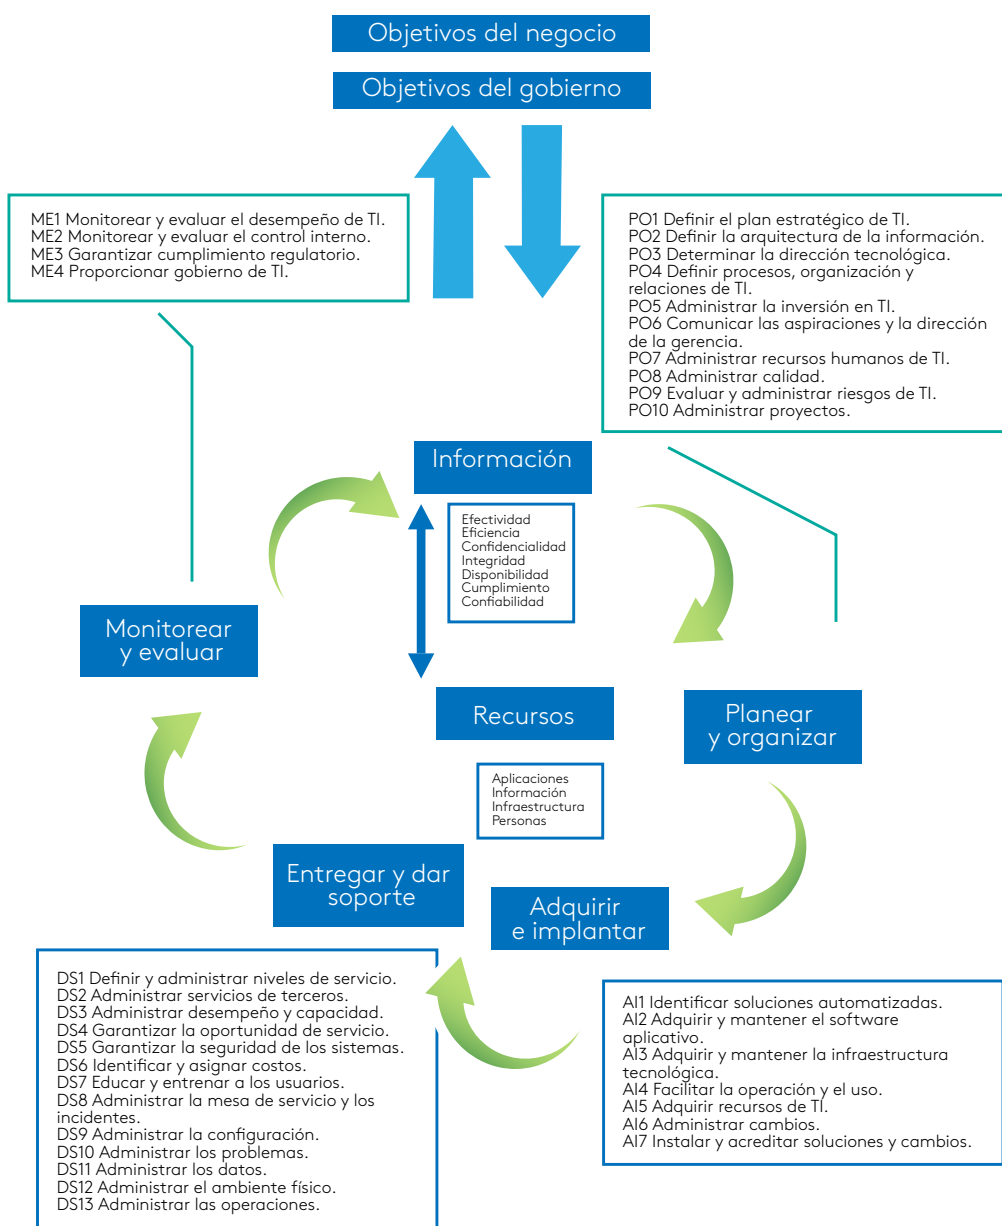 Objetivos del negocio
Objetivos del gobierno
ME1 Monitorear y evaluar el desempeño de TI.
ME2 Monitorear y evaluar el control interno.
ME3 Garantizar cumplimiento regulatorio.
ME4 Proporcionar gobierno de TI.
PO1 Definir el plan estratégico de TI.
PO2 Definir la arquitectura de la información.
PO3 Determinar la dirección tecnológica.
PO4 Definir procesos, organización y
relaciones de TI.
PO5 Administrar la inversión en TI.
PO6 Comunicar las aspiraciones y la dirección
de la gerencia.
PO7 Administrar recursos humanos de TI.
PO8 Administrar calidad.
PO9 Evaluar y administrar riesgos de TI.
PO10 Administrar proyectos.
Información
Efectividad
Eficiencia
Confidencialidad
Integridad
Disponibilidad
Cumplimiento
Confiabilidad
Monitorear
y evaluar
Recursos
Planear
y organizar
Aplicaciones
Información
Infraestructura
Personas
Entregar y dar
soporte
Adquirir
e implantar
DS1 Definir y administrar niveles de servicio.
DS2 Administrar servicios de terceros.
DS3 Administrar desempeño y capacidad.
DS4 Garantizar la oportunidad de servicio.
DS5 Garantizar la seguridad de los sistemas.
DS6 Identificar y asignar costos.
DS7 Educar y entrenar a los usuarios.
DS8 Administrar la mesa de servicio y los
incidentes.
DS9 Administrar la configuración.
DS10 Administrar los problemas.
DS11 Administrar los datos.
DS12 Administrar el ambiente físico.
DS13 Administrar las operaciones.
AI1 Identificar soluciones automatizadas.
AI2 Adquirir y mantener el software
aplicativo.
AI3 Adquirir y mantener la infraestructura
tecnológica.
AI4 Facilitar la operación y el uso.
AI5 Adquirir recursos de TI.
AI6 Administrar cambios.
AI7 Instalar y acreditar soluciones y cambios.